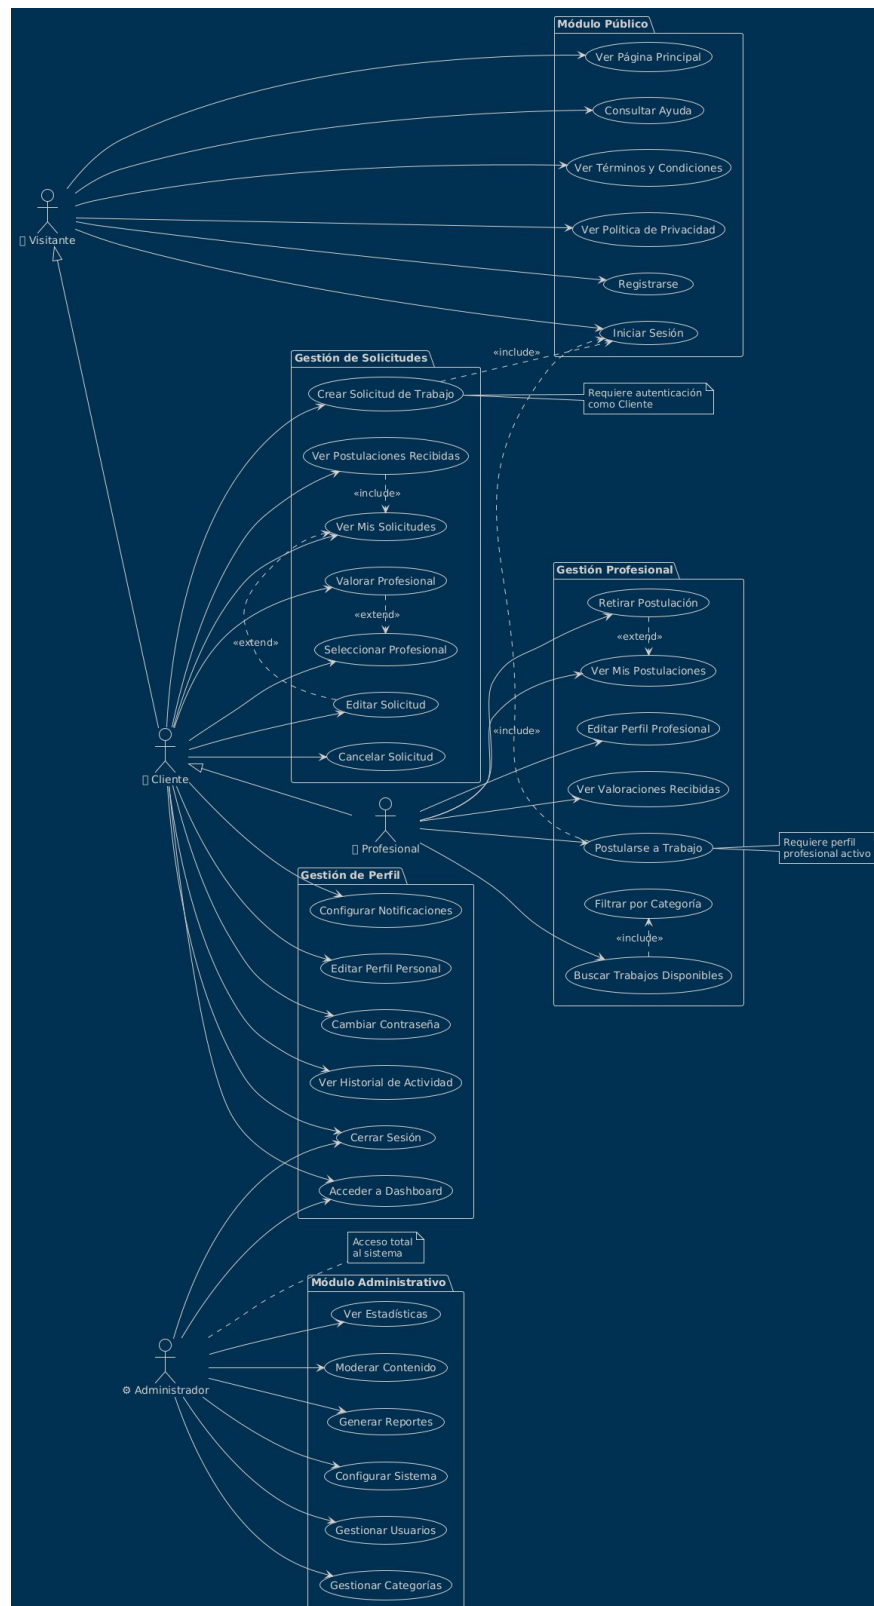 Módulo Público
Ver Página Principal
Consultar Ayuda
Ver Términos y Condiciones
Ver Política de Privacidad
Registrarse
Iniciar Sesión
Visitante
«include»
Gestión de Solicitudes
Crear Solicitud de Trabajo
Requiere autenticación
como Cliente
Ver Postulaciones Recibidas
«include»
Ver Mis Solicitudes
Valorar Profesional
«extend»
«extend»
Seleccionar Profesional
Editar Solicitud
Cancelar Solicitud
Cliente
Profesional
Gestión Profesional
Retirar Postulación
«extend»
Ver Mis Postulaciones
«include»
Editar Perfil Profesional
Ver Valoraciones Recibidas
Postularse a Trabajo
Requiere perfil
profesional activo
Filtrar por Categoría
«include»
Buscar Trabajos Disponibles
Gestión de Perfil
Configurar Notificaciones
Editar Perfil Personal
Cambiar Contraseña
Ver Historial de Actividad
Cerrar Sesión
Acceder a Dashboard
Acceso total
al sistema
Módulo Administrativo
Ver Estadísticas
Moderar Contenido
⚙ Administrador
Generar Reportes
Configurar Sistema
Gestionar Usuarios
Gestionar Categorías